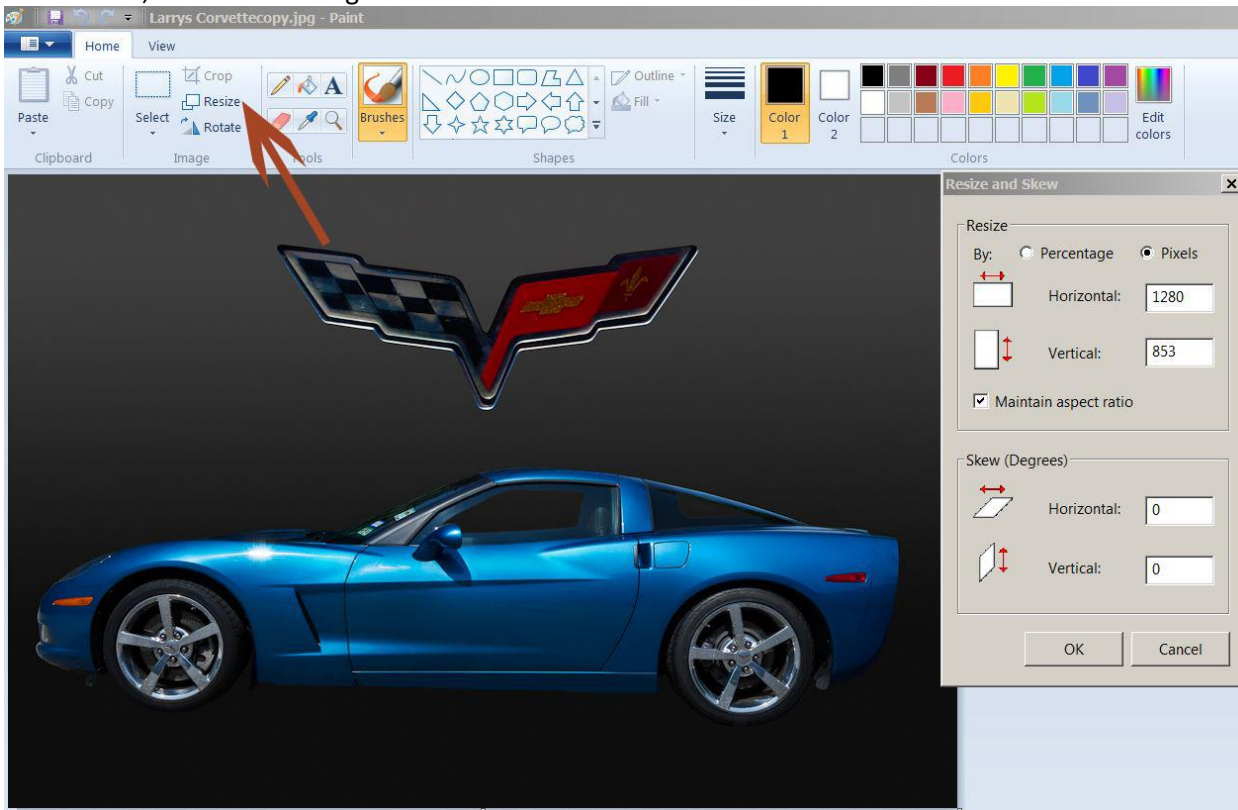 Larrys Corvettecopy.jpg - Paint
Home View
Cut
Copy
Paste
Clipboard
Select
Crop
Resize
Rotate
Image
A
Tools
Brushes
Outline
Fill
Shapes
Size
Color 1
Color 2
Edit colors
Colors
Resize and Skew
Resize
By: Percentage Pixels
Horizontal: 1280
Vertical: 853
Maintain aspect ratio
Skew (Degrees)
Horizontal: 0
Vertical: 0
OK Cancel